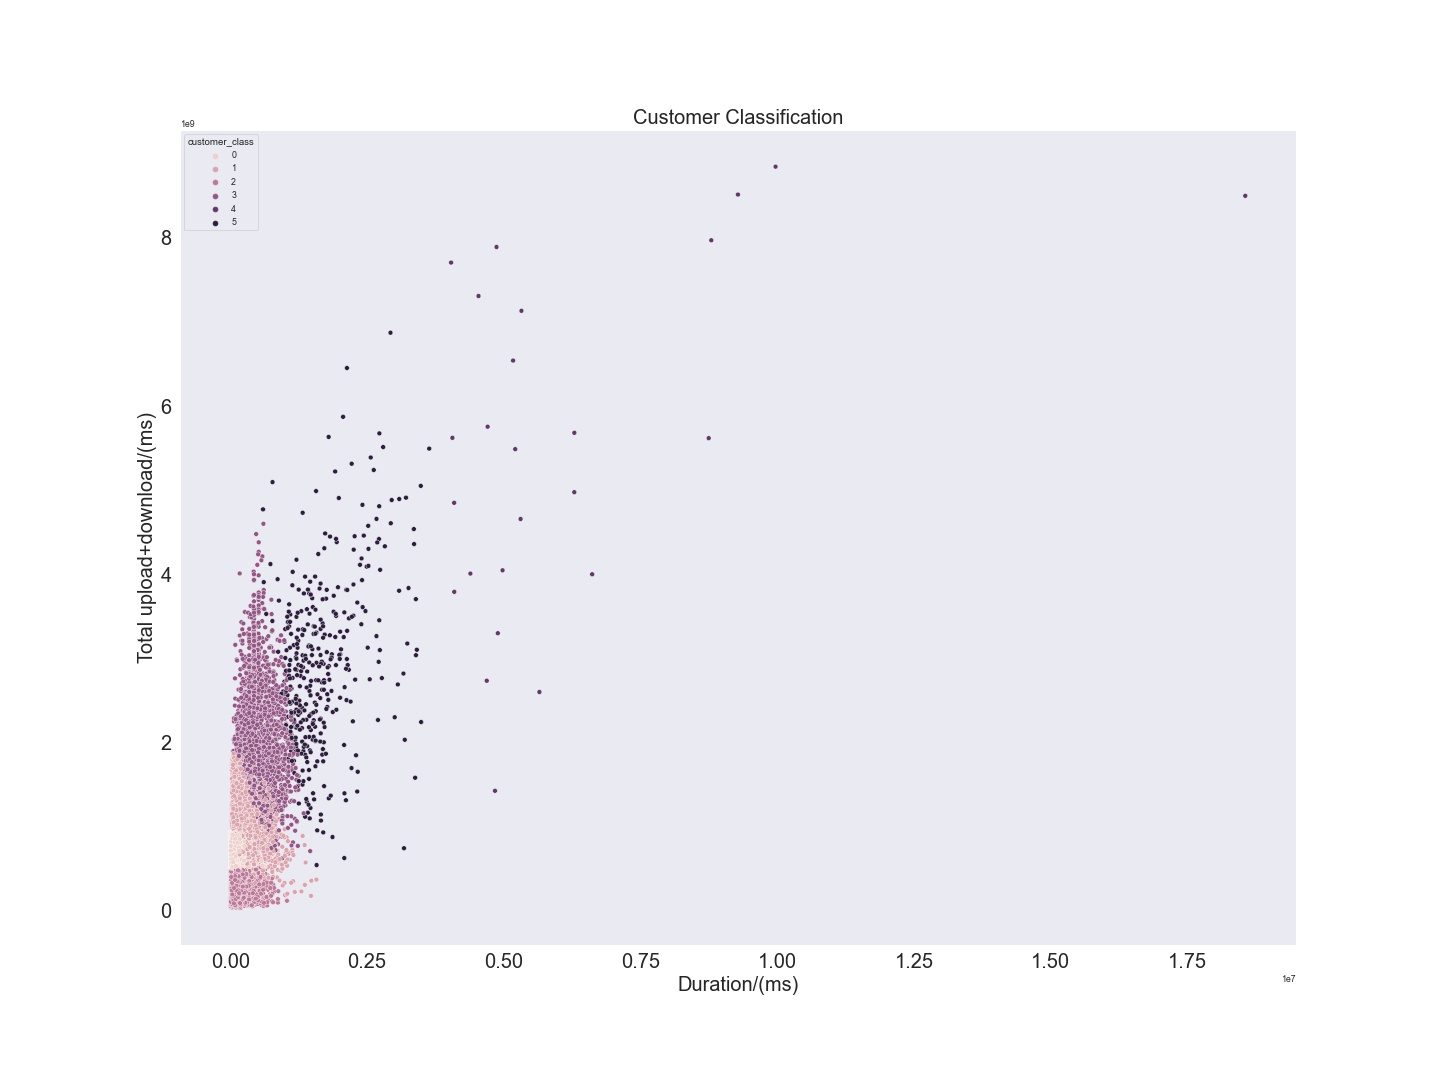 Customer Classification
1e9
customer_class
0
1
2
3
4
5
8
6
4
2
0
Total upload+download/(ms)
0.00 0.25 0.50 0.75 1.00 1.25 1.50 1.75
1e7
Duration/(ms)